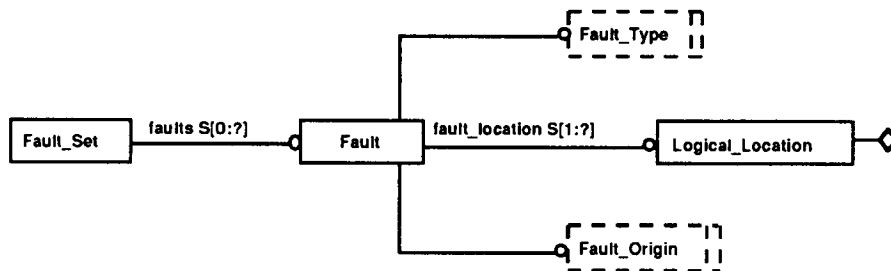 Fault_Type
Fault_Set
faults S[0:?]
Fault
fault_location S[1:?]
Logical_Location
Fault_Origin